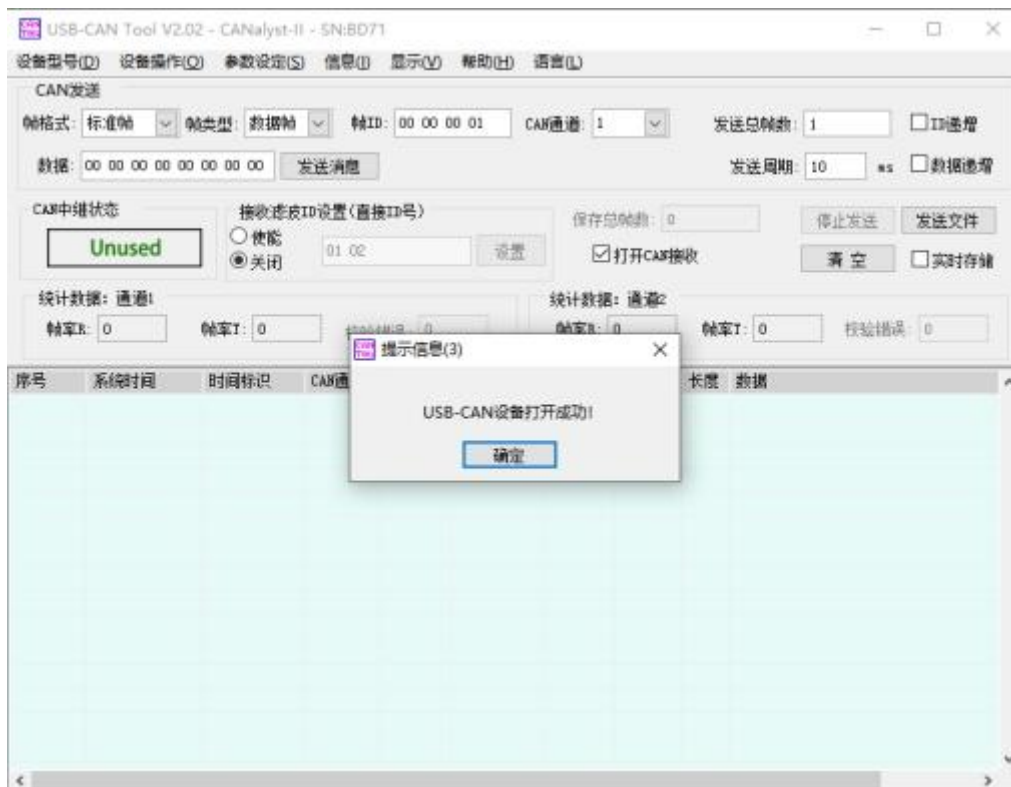 USB-CAN Tool V2.02 - CANalyst-II - SN:BD71
设备型号(D) 设备操作(O) 参数设定(S) 信息(I) 显示(V) 帮助(H) 语言(L)
CAN发送
帧格式: 标准帧 帧类型: 数据帧 帧ID: 00 00 00 01 CAN通道: 1 发送总帧数: 1 ID递增
数据: 00 00 00 00 00 00 00 00 发送消息 发送周期: 10 ms 数据递增
CAN中继状态 接收滤波ID设置(直接ID号) 保存总帧数: 0 停止发送 发送文件
Unused 使能 01 02 设置 打开CAN接收 清空 实时存储
关闭
统计数据: 通道1 统计数据: 通道2
帧率R: 0 帧率T: 0 0 帧率R: 0 帧率T: 0 校验错误: 0
提示信息(3)
序号 系统时间 时间标识 CAN通 长度 数据
USB-CAN设备打开成功!
确定